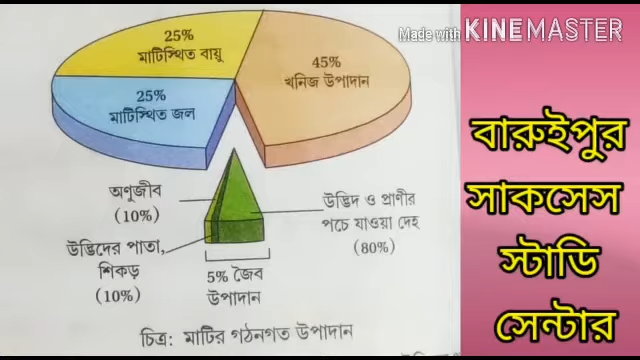 Made with KINEMASTER
25%
মাটিস্থিত বায়ু
45%
খনিজ উপাদান
25%
মাটিস্থিত জল
অণুজীব
(10%)
উদ্ভিদের পাতা,
শিকড়
(10%)
উদ্ভিদ ও প্রাণীর
পচে যাওয়া দেহ
(80%)
5% জৈব
উপাদান
চিত্র: মাটির গঠনগত উপাদান
বারুইপুর
সাকসেস
স্টাডি
সেন্টার